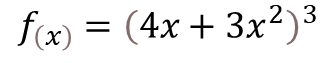 f₍ₓ₎ = (4x + 3x²)³